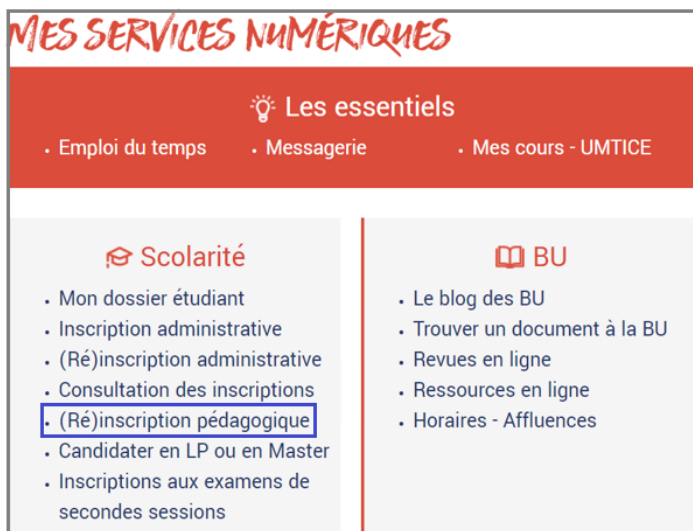 MES SERVICES NUMÉRIQUES
Les essentiels
• Emploi du temps • Messagerie • Mes cours - UMTICE
Scolarité
• Mon dossier étudiant
• Inscription administrative
• (Ré)inscription administrative
• Consultation des inscriptions
• (Ré)inscription pédagogique
• Candidater en LP ou en Master
• Inscriptions aux examens de
secondes sessions
BU
• Le blog des BU
• Trouver un document à la BU
• Revues en ligne
• Ressources en ligne
• Horaires - Affluences